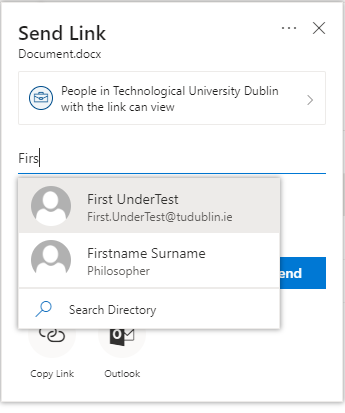 Send Link
Document.docx
People in Technological University Dublin
with the link can view
Firs
First UnderTest
First.UnderTest@tudublin.ie
Firstname Surname
Philosopher
end
Search Directory
Copy Link
Outlook